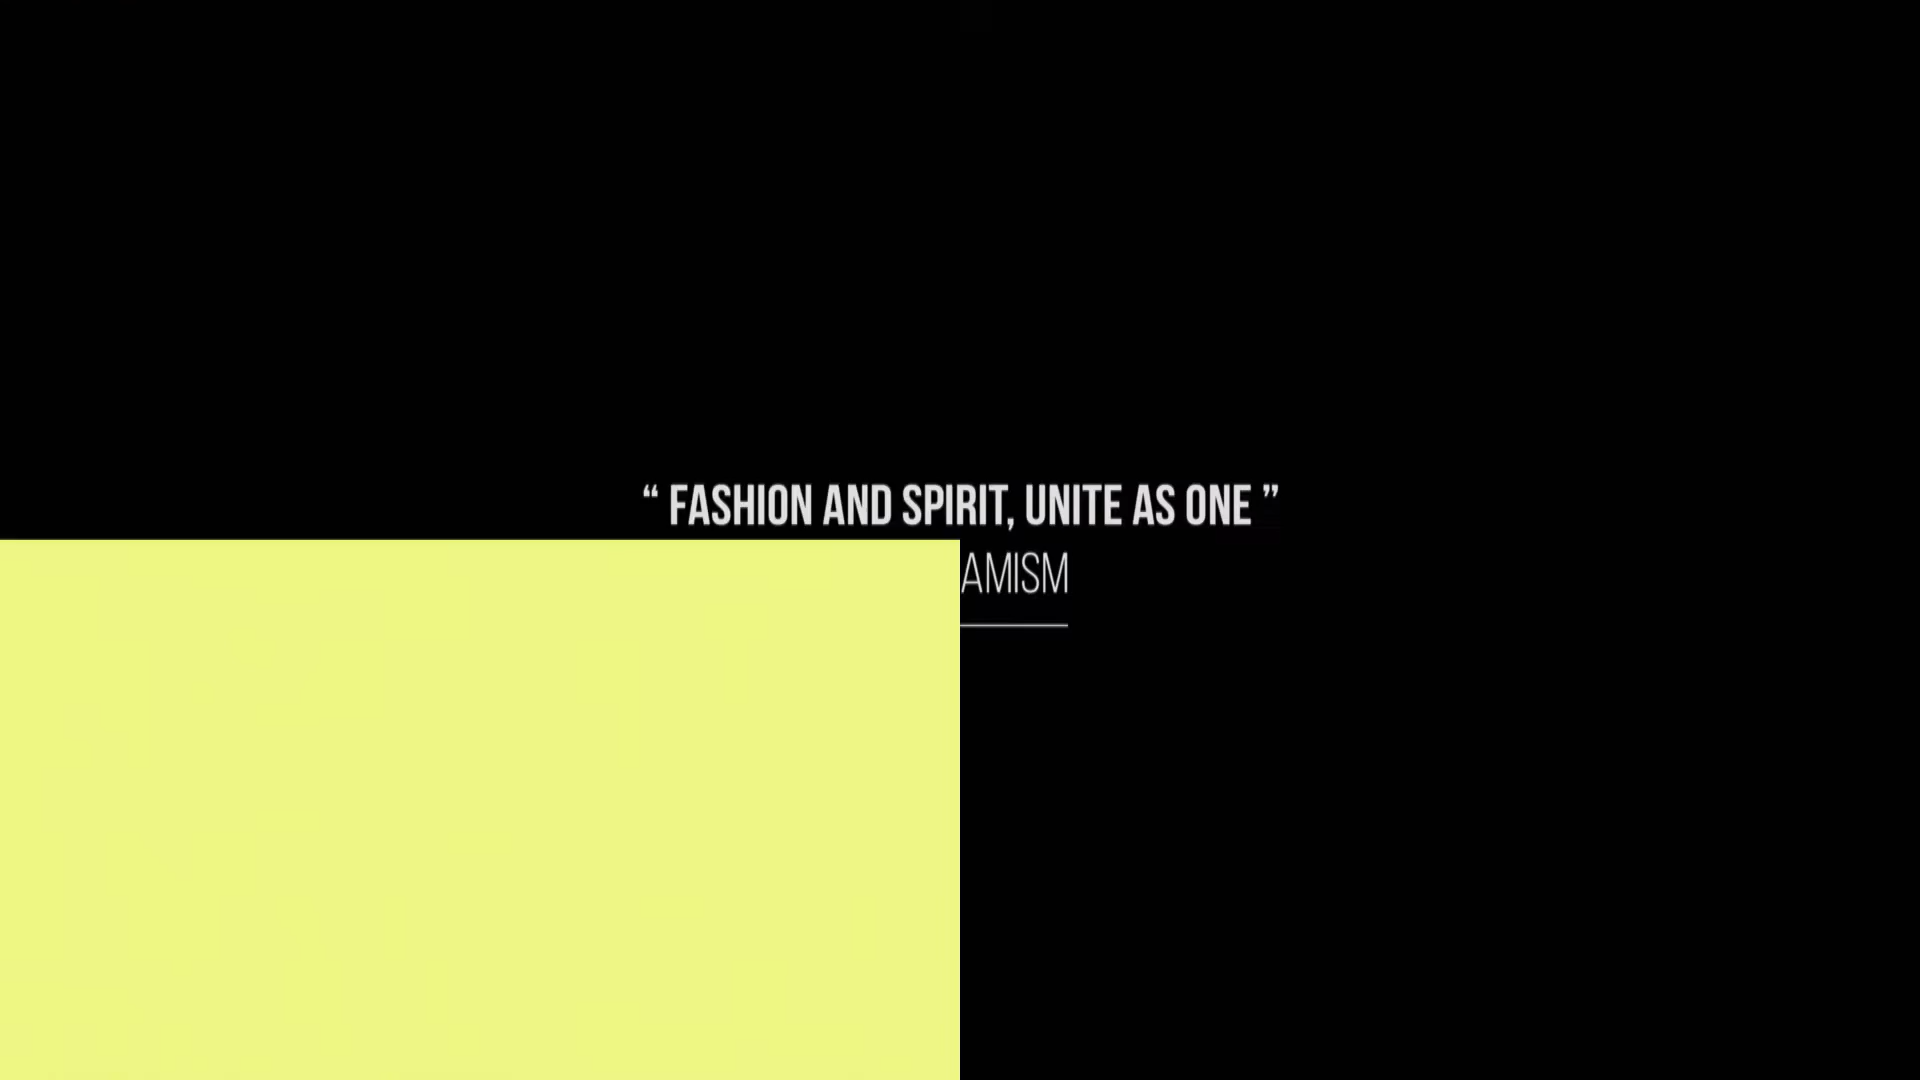 “ FASHION AND SPIRIT, UNITE AS ONE ”
AMISM